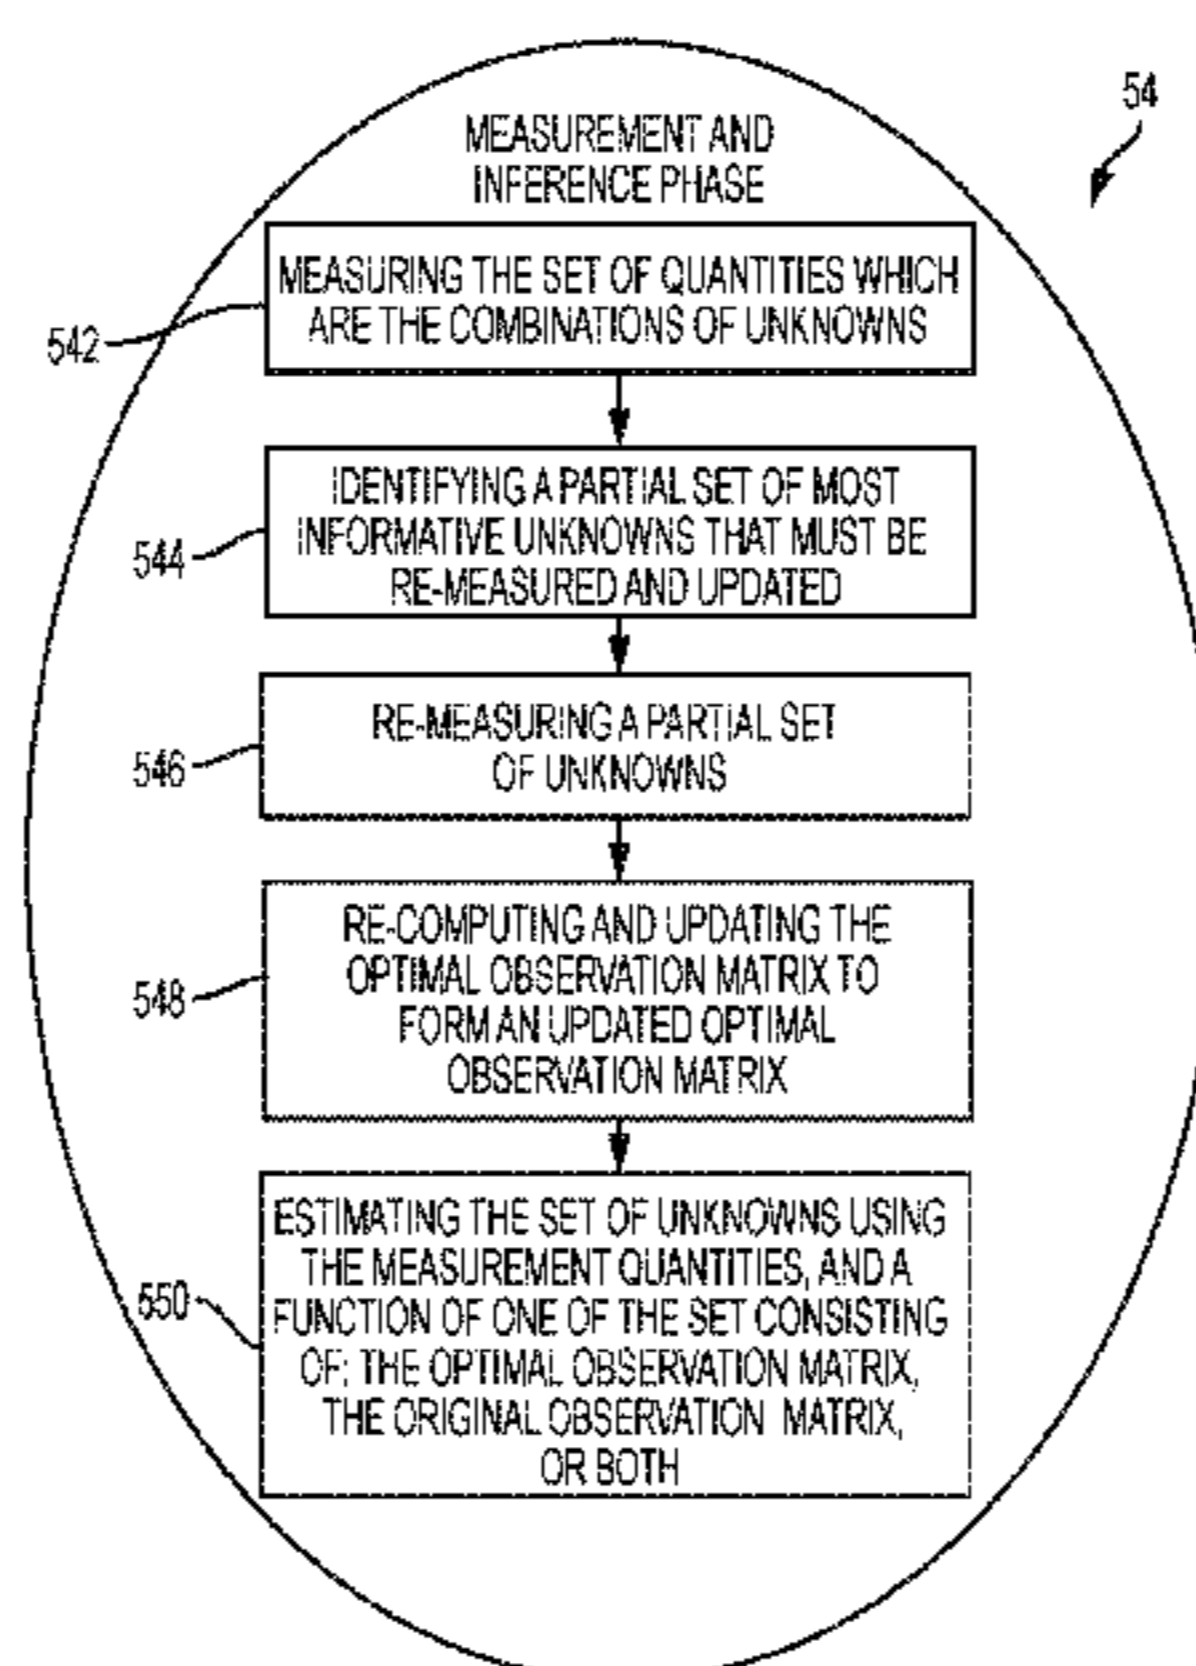 54
MEASUREMENT AND
INFERENCE PHASE
MEASURING THE SET OF QUANTITIES WHICH
ARE THE COMBINATIONS OF UNKNOWNS
542
IDENTIFYING A PARTIAL SET OF MOST
INFORMATIVE UNKNOWNS THAT MUST BE
RE-MEASURED AND UPDATED
544
RE-MEASURING A PARTIAL SET
OF UNKNOWNS
546
RE-COMPUTING AND UPDATING THE
OPTIMAL OBSERVATION MATRIX TO
FORM AN UPDATED OPTIMAL
OBSERVATION MATRIX
548
ESTIMATING THE SET OF UNKNOWNS USING
THE MEASUREMENT QUANTITIES, AND A
FUNCTION OF ONE OF THE SET CONSISTING
OF: THE OPTIMAL OBSERVATION MATRIX,
THE ORIGINAL OBSERVATION MATRIX,
OR BOTH
550